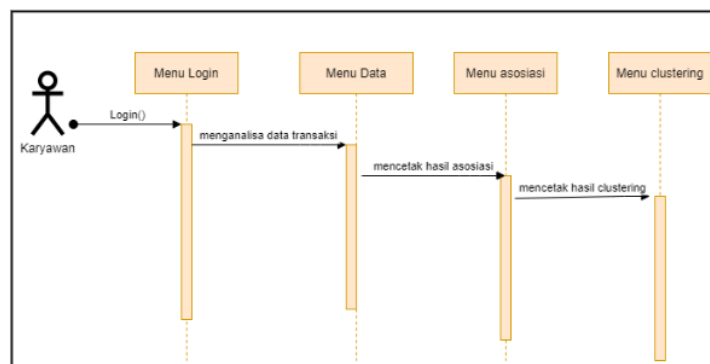 Menu Login
Menu Data
Menu asosiasi
Menu clustering
Login()
menganalisa data transaksi
Karyawan
mencetak hasil asosiasi
mencetak hasil clustering